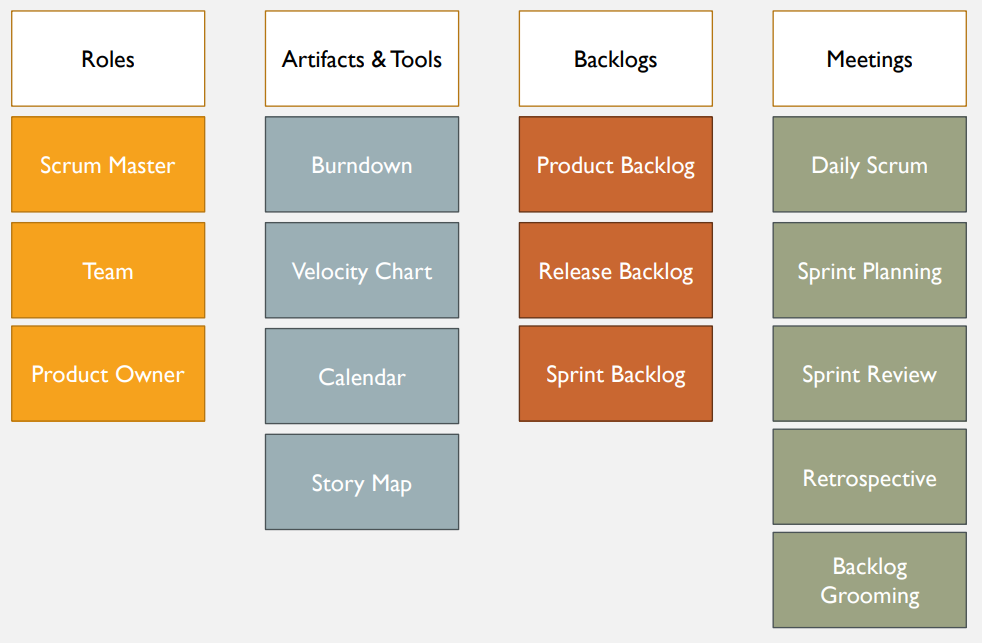 Roles
Artifacts & Tools
Backlogs
Meetings
Scrum Master
Burndown
Product Backlog
Daily Scrum
Team
Velocity Chart
Release Backlog
Sprint Planning
Product Owner
Calendar
Sprint Backlog
Sprint Review
Story Map
Retrospective
Backlog
Grooming